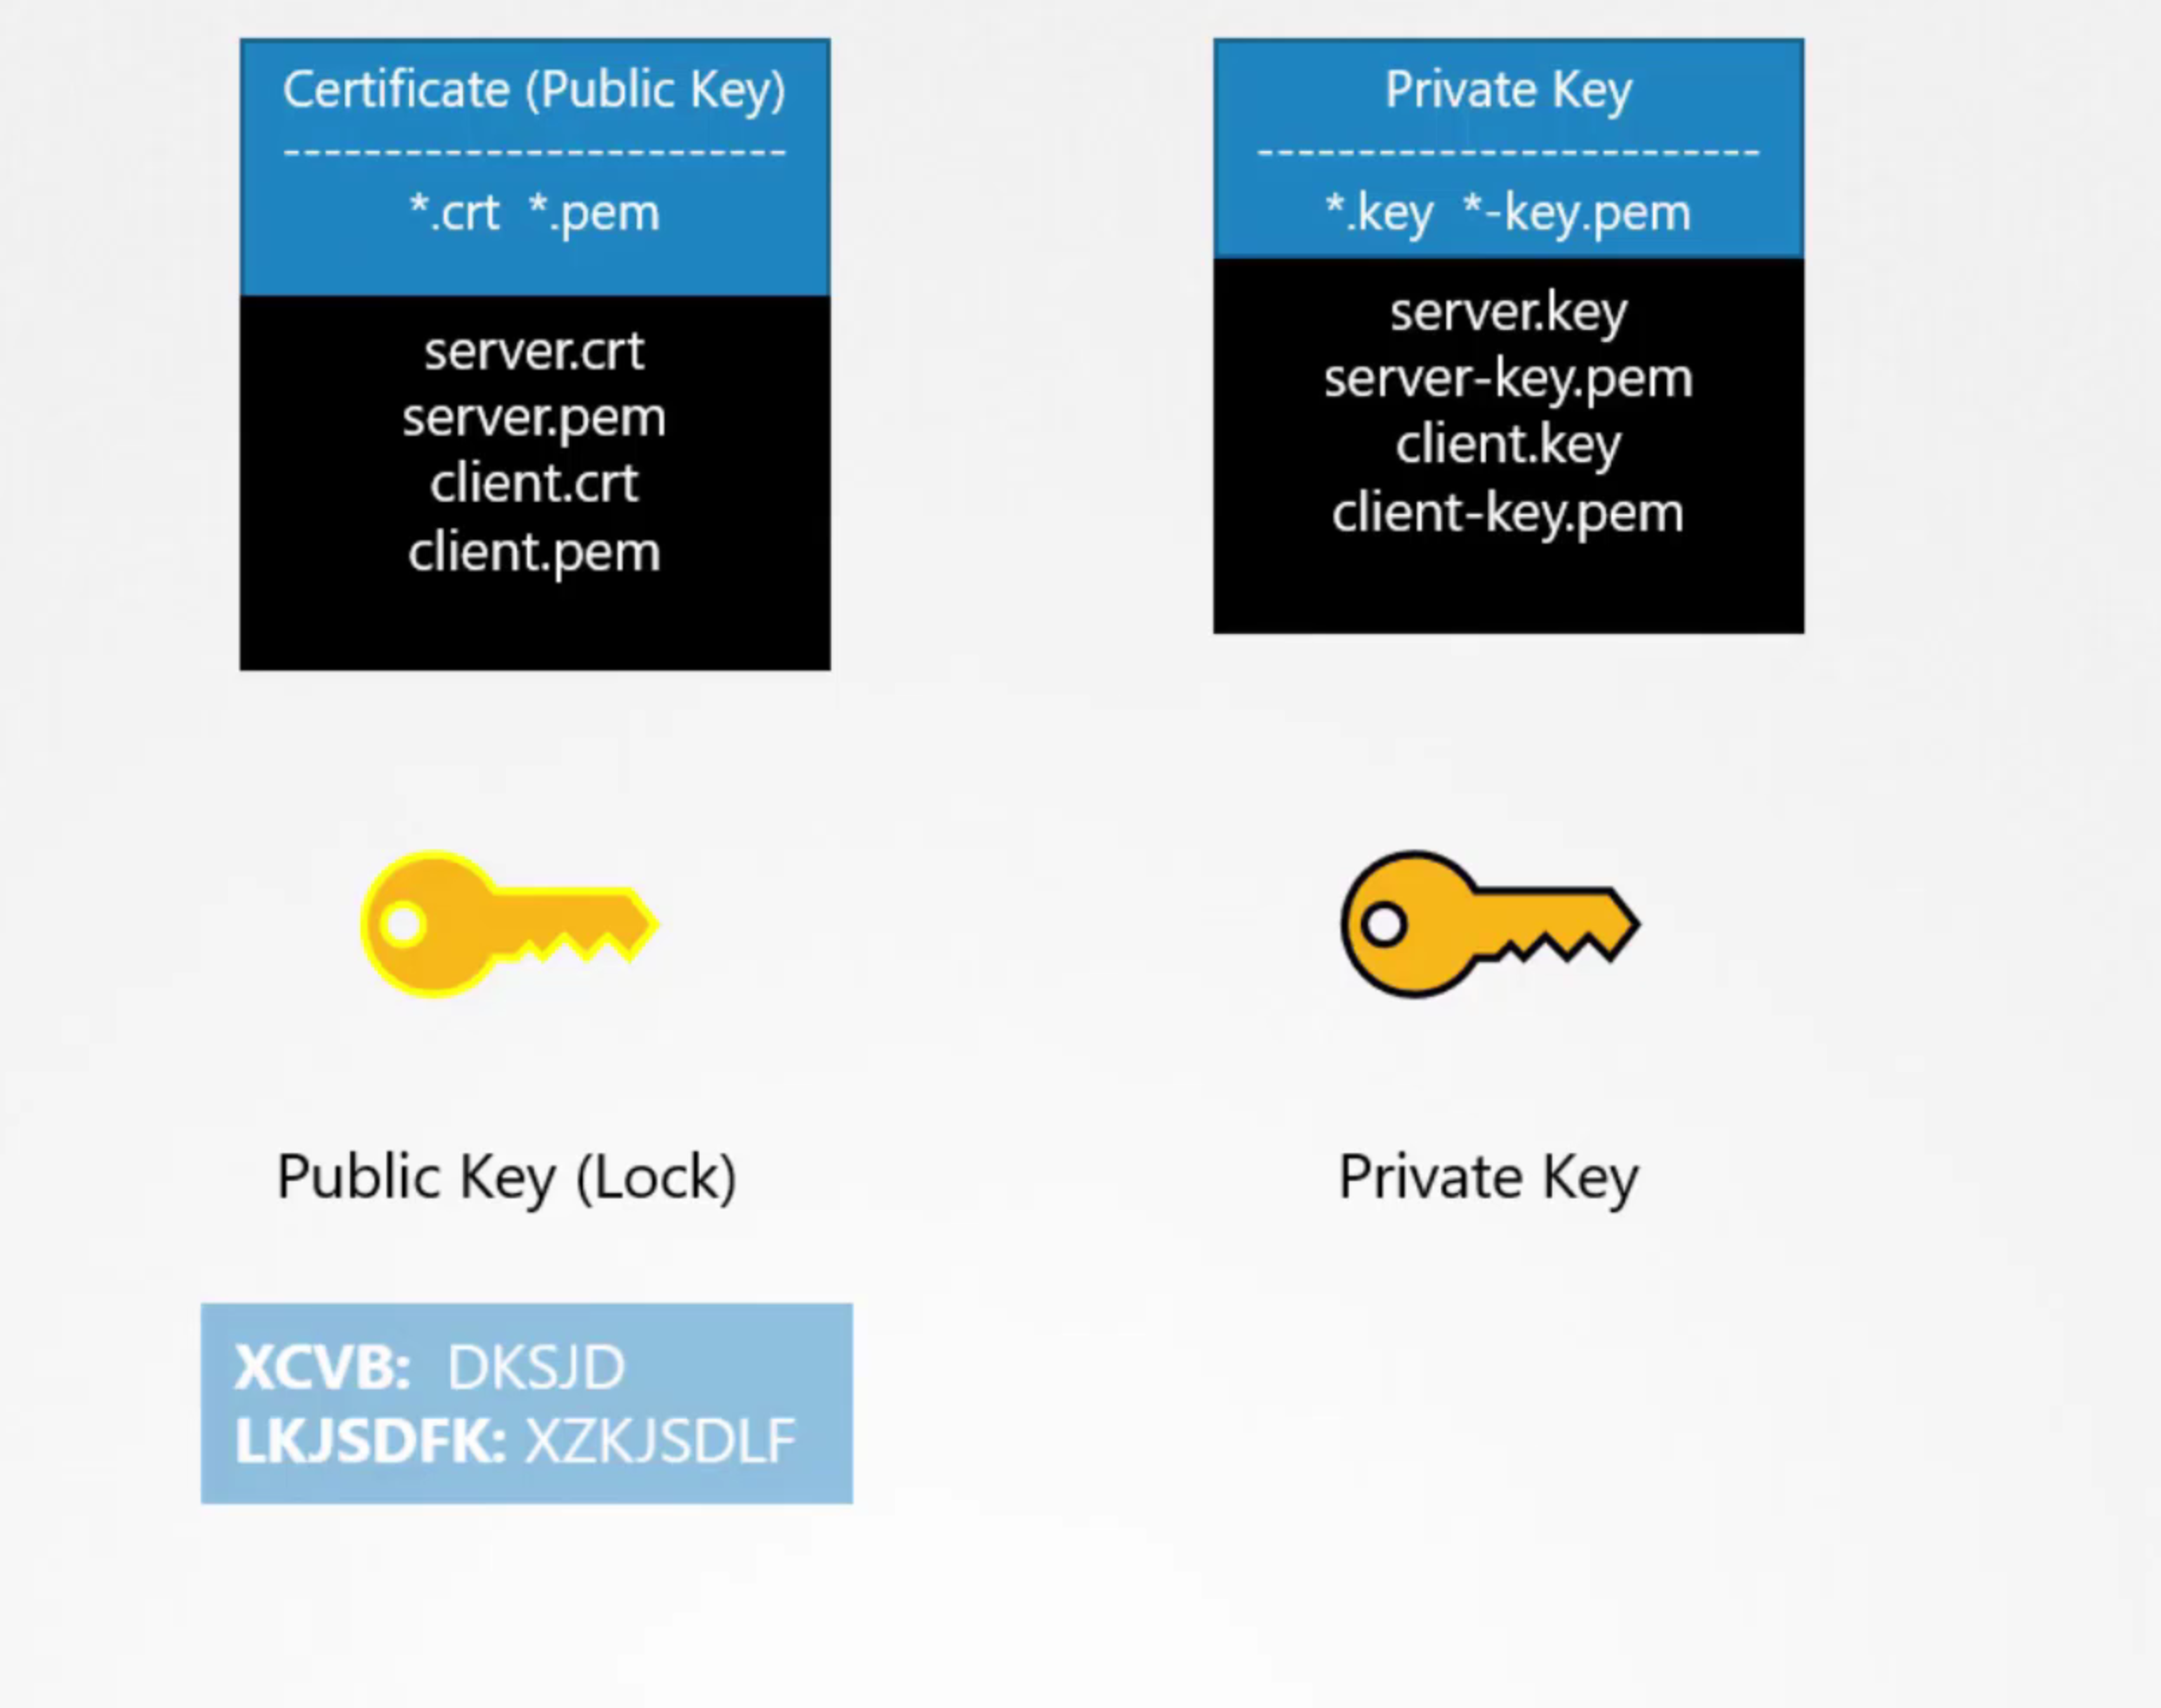 Certificate (Public Key)
-------------------------
*.crt  *.pem
server.crt
server.pem
client.crt
client.pem
Private Key
-------------------------
*.key  *-key.pem
server.key
server-key.pem
client.key
client-key.pem
Public Key (Lock)
Private Key
XCVB:  DKSJD
LKJSDFK: XZKJSDLF